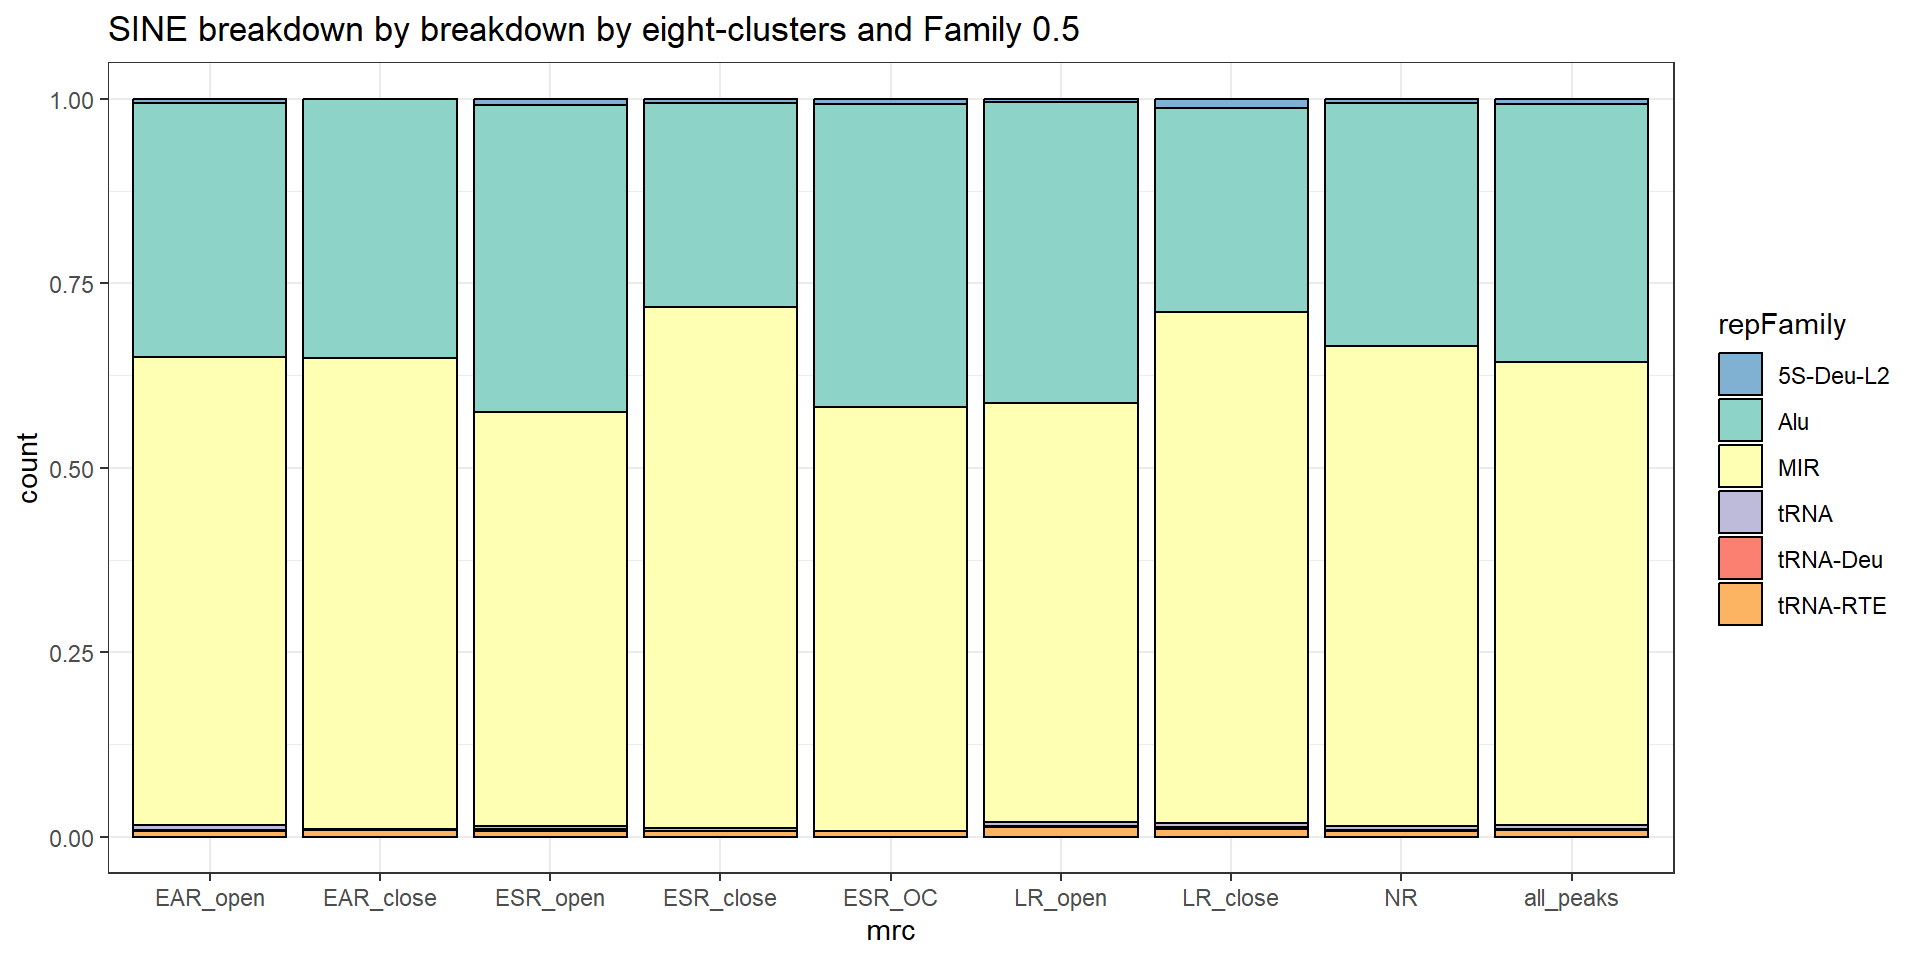 SINE breakdown by breakdown by eight-clusters and Family 0.5
1.00
0.75
0.50
0.25
0.00
count
EAR_open EAR_close ESR_open ESR_close ESR_OC LR_open LR_close NR all_peaks
mrc
repFamily
5S-Deu-L2
Alu
MIR
tRNA
tRNA-Deu
tRNA-RTE